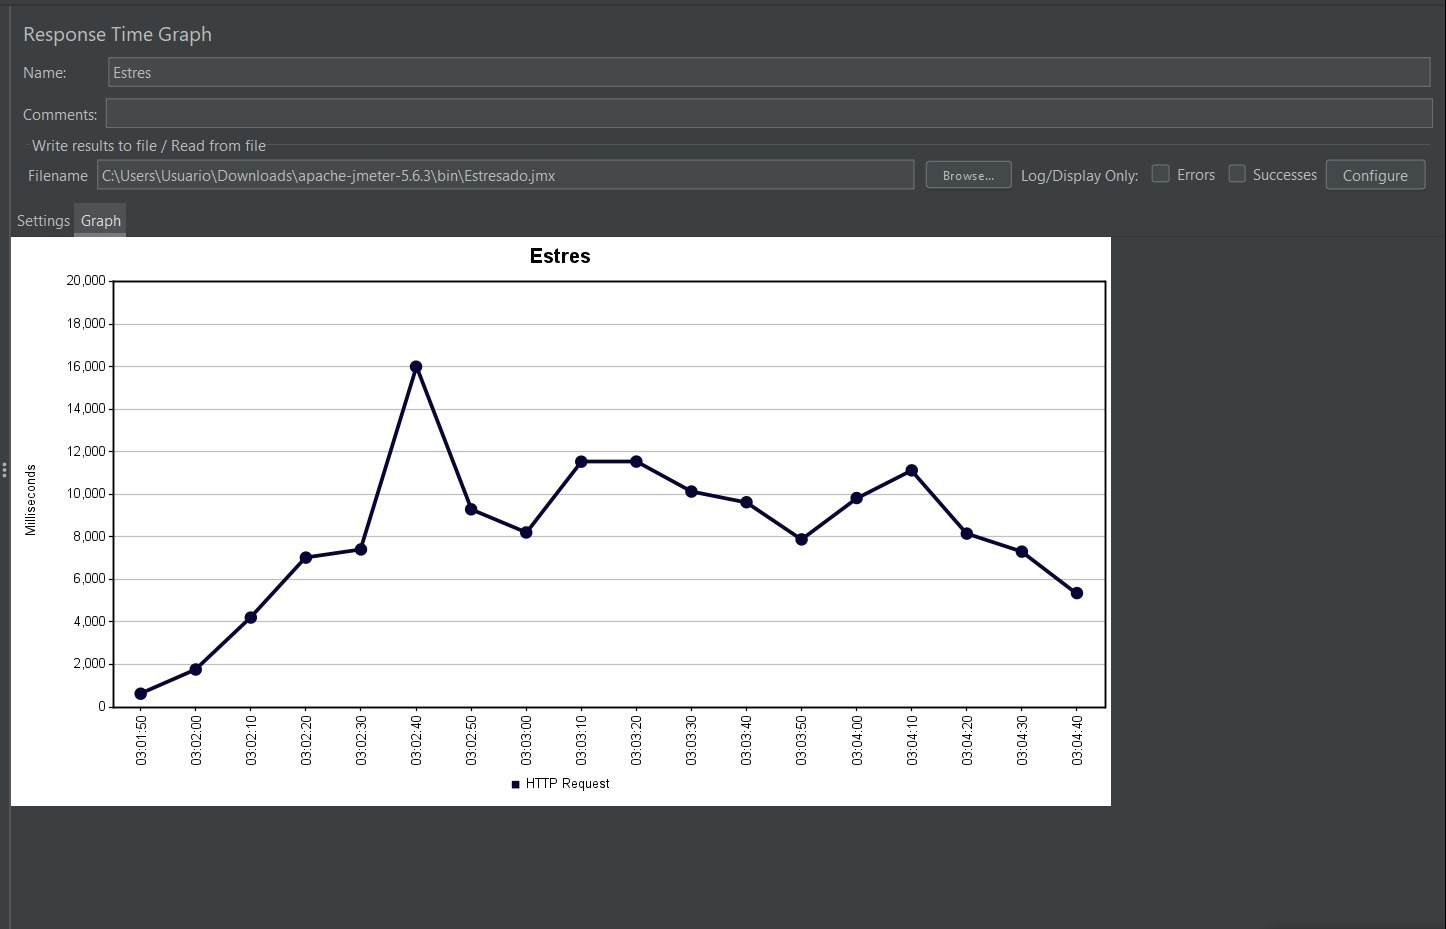 Response Time Graph
Name: Estres
Comments:
Write results to file / Read from file
Filename C:\Users\Usuario\Downloads\apache-jmeter-5.6.3\bin\Estresado.jmx Browse... Log/Display Only: Errors Successes Configure
Settings Graph
Estres
20,000
18,000
16,000
14,000
12,000
10,000
8,000
6,000
4,000
2,000
0
Milliseconds
03:01:50 03:02:00 03:02:10 03:02:20 03:02:30 03:02:40 03:02:50 03:03:00 03:03:10 03:03:20 03:03:30 03:03:40 03:03:50 03:04:00 03:04:10 03:04:20 03:04:30 03:04:40
HTTP Request